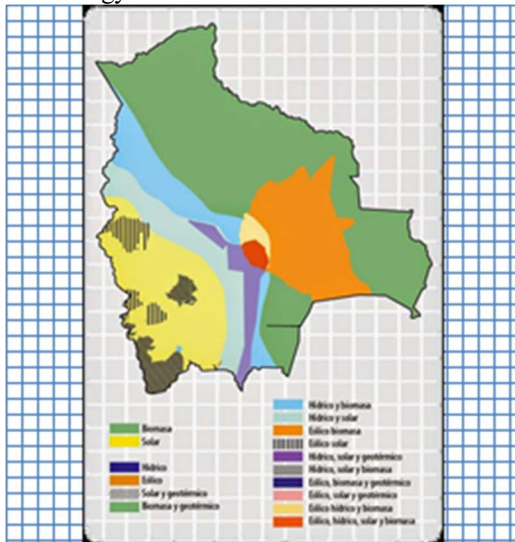 Biomasa
Solar
Hídrico
Eólico
Solar y geotérmico
Biomasa y geotérmico
Hídrico y biomasa
Hídrico y solar
Eólico biomasa
Eólico solar
Hídrico, solar y geotérmico
Hídrico, solar y biomasa
Eólico, biomasa y geotérmico
Eólico, solar y geotérmico
Eólico hídrico y biomasa
Eólico, hídrico, solar y biomasa